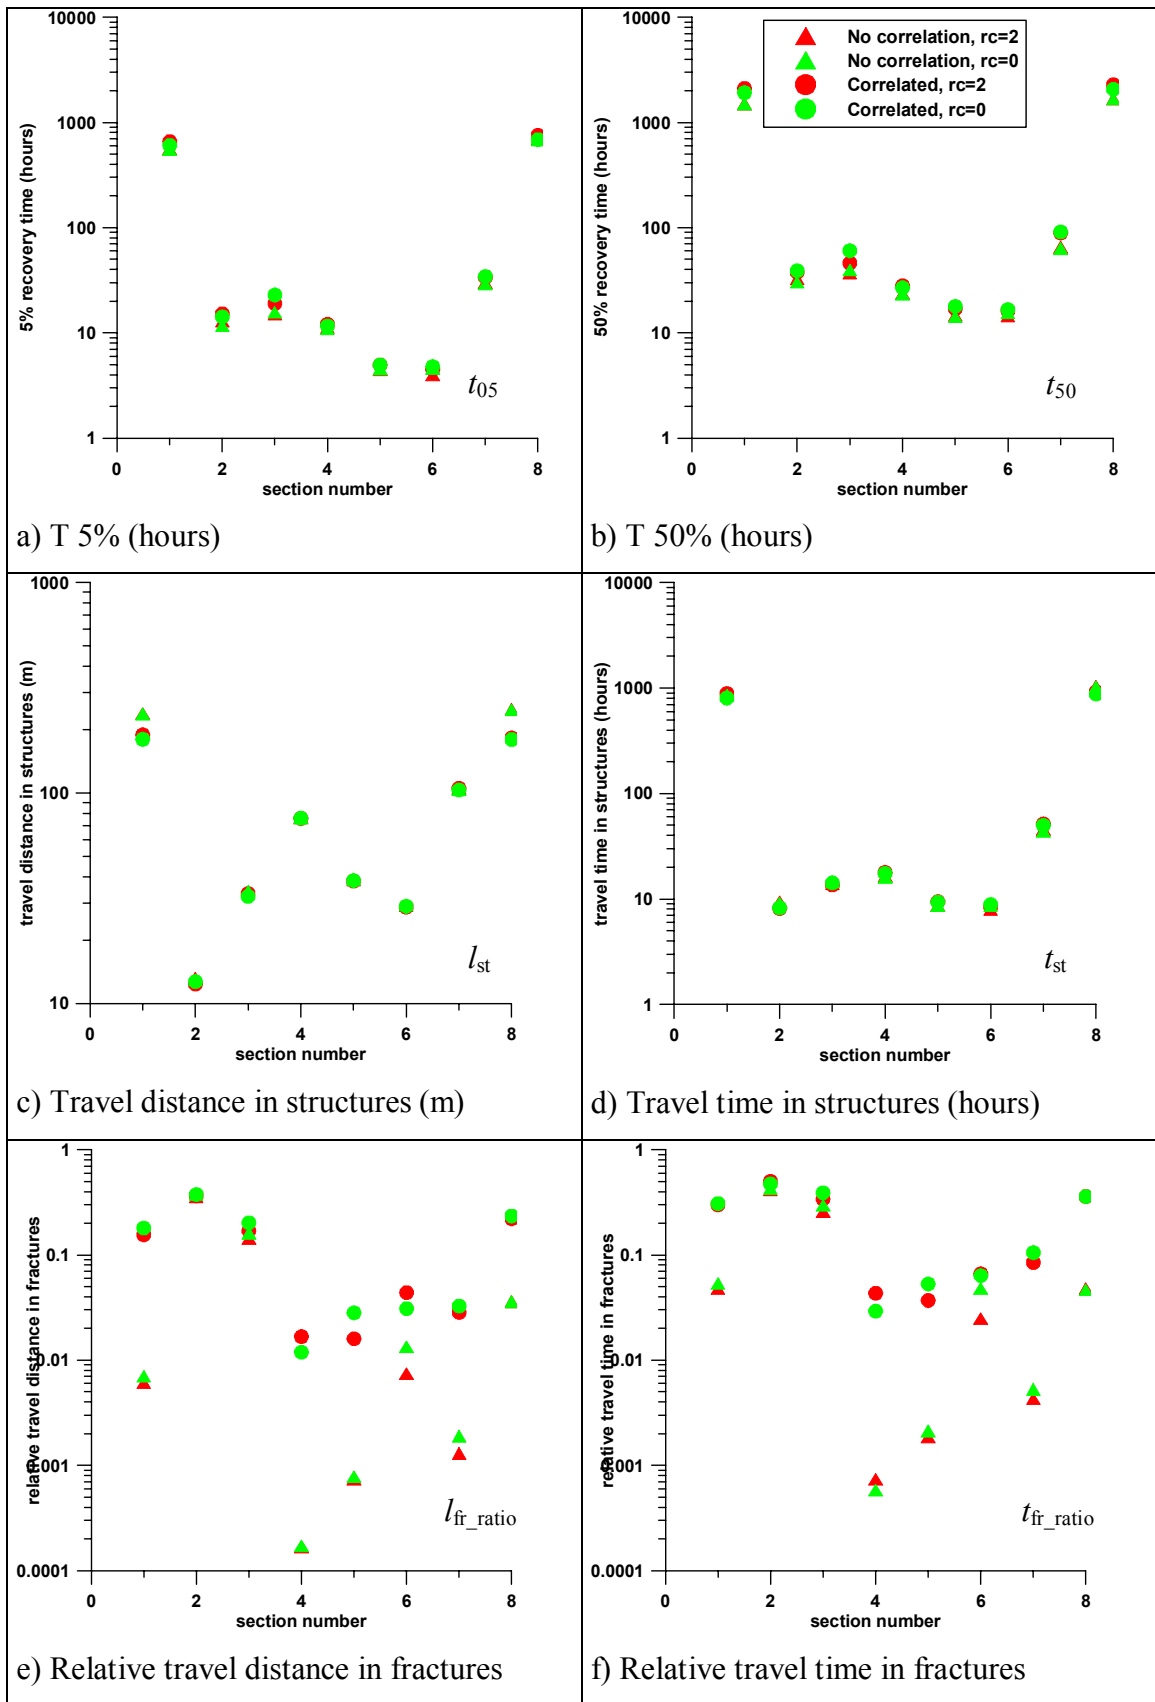 10000
1000
100
10
1
5% recovery time (hours)
t05
0 2 4 6 8
section number
a) T 5% (hours)
10000
1000
100
10
1
50% recovery time (hours)
No correlation, rc=2
No correlation, rc=0
Correlated, rc=2
Correlated, rc=0
t50
0 2 4 6 8
section number
b) T 50% (hours)
1000
100
10
travel distance in structures (m)
lst
0 2 4 6 8
section number
c) Travel distance in structures (m)
10000
1000
100
10
1
travel time in structures (hours)
tst
0 2 4 6 8
section number
d) Travel time in structures (hours)
1
0.1
0.01
0.001
0.0001
relative travel distance in fractures
lfr_ratio
0 2 4 6 8
section number
e) Relative travel distance in fractures
1
0.1
0.01
0.001
0.0001
relative travel time in fractures
tfr_ratio
0 2 4 6 8
section number
f) Relative travel time in fractures